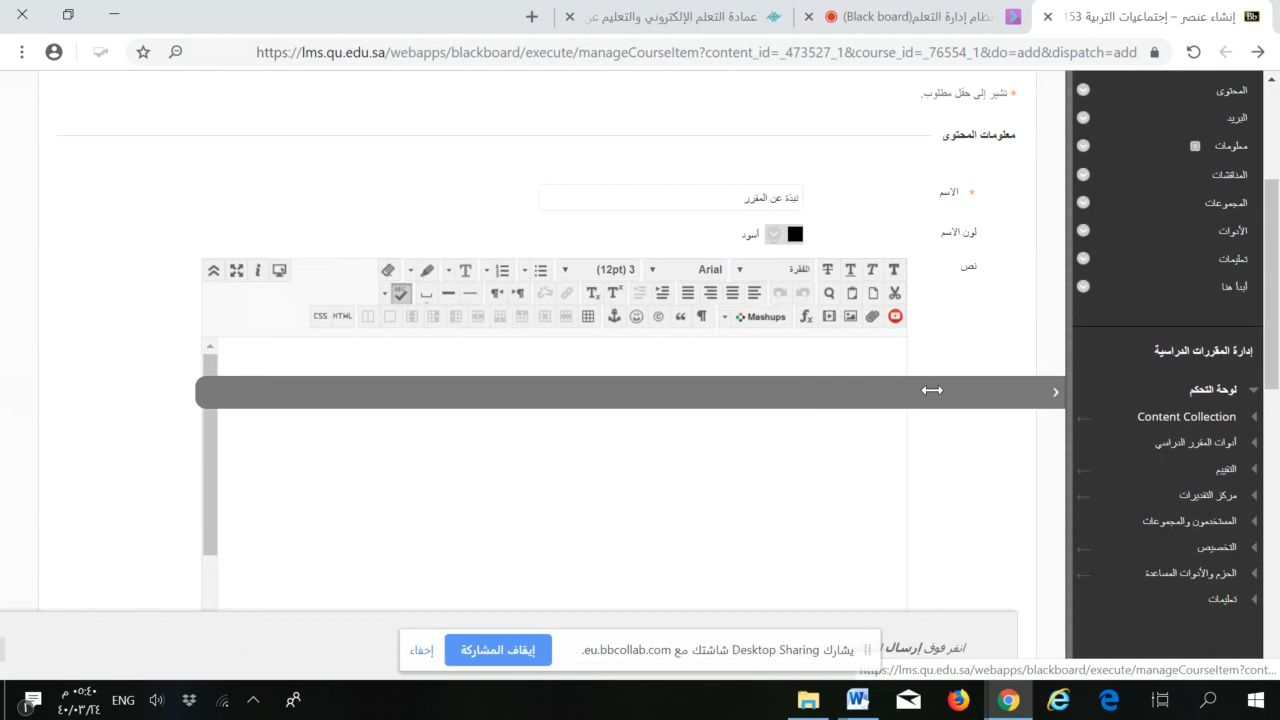 إنشاء عنصر – إجتماعيات التربية 153
نظام إدارة التعلم(Black board)
عمادة التعلم الإلكتروني والتعليم عن
https://lms.qu.edu.sa/webapps/blackboard/execute/manageCourseItem?content_id=_473527_1&course_id=_76554_1&do=add&dispatch=add
* تشير إلى حقل مطلوب.
معلومات المحتوى
* الاسم
نبذة عن المقرر
لون الاسم
أسود
نص
الفقرة
Arial
3 (12pt)
Mashups
HTML CSS
المحتوى
البريد
معلومات
المناقشات
المجموعات
الأدوات
تعليمات
أبدأ هنا
إدارة المقررات الدراسية
لوحة التحكم
Content Collection
أدوات المقرر الدراسي
التقييم
مركز التقديرات
المستخدمون والمجموعات
التخصيص
الحزم والأدوات المساعدة
تعليمات
انقر فوق إرسال
يشارك Desktop Sharing شاشتك مع eu.bbcollab.com.
إيقاف المشاركة
إخفاء
https://lms.qu.edu.sa/webapps/blackboard/execute/manageCourseItem?cont...
ENG
٠٥:٤٠ م
٤٠/٠٣/٢٤